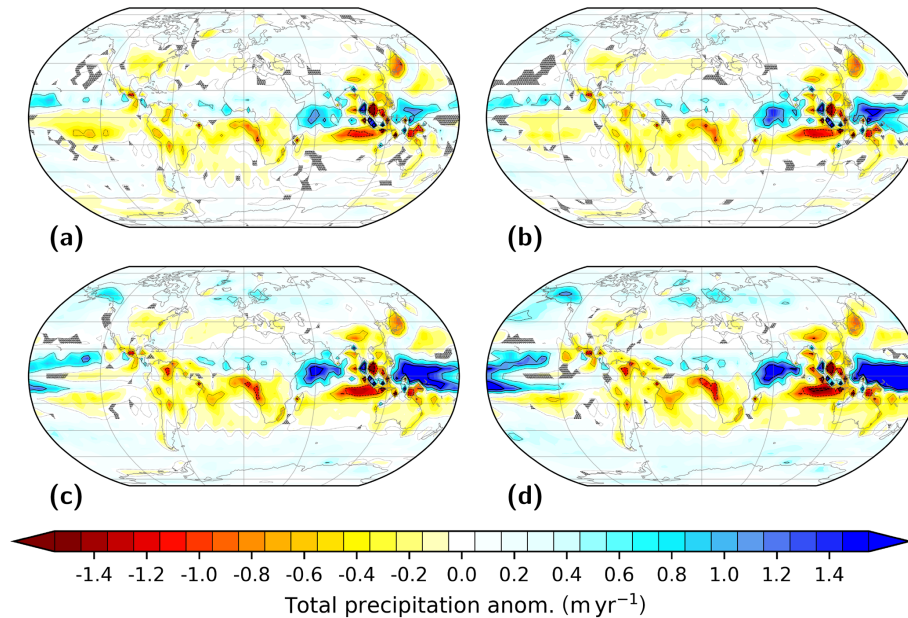 (a) (b)
(c) (d)
-1.4 -1.2 -1.0 -0.8 -0.6 -0.4 -0.2 0.0 0.2 0.4 0.6 0.8 1.0 1.2 1.4
Total precipitation anom. (m yr⁻¹)